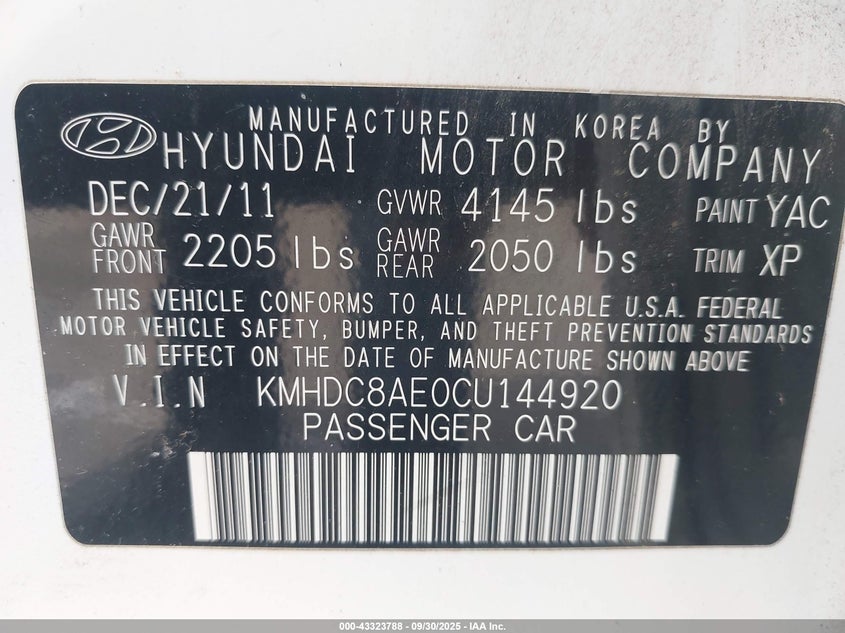 MANUFACTURED IN KOREA BY
HYUNDAI MOTOR COMPANY
DEC/21/11 GVWR 4145 lbs PAINT YAC
GAWR FRONT 2205 lbs GAWR REAR 2050 lbs TRIM XP
THIS VEHICLE CONFORMS TO ALL APPLICABLE U.S.A. FEDERAL
MOTOR VEHICLE SAFETY, BUMPER, AND THEFT PREVENTION STANDARDS
IN EFFECT ON THE DATE OF MANUFACTURE SHOWN ABOVE
V.I.N KMHDC8AE0CU144920
PASSENGER CAR
000-43323788 - 09/30/2025 - IAA Inc.